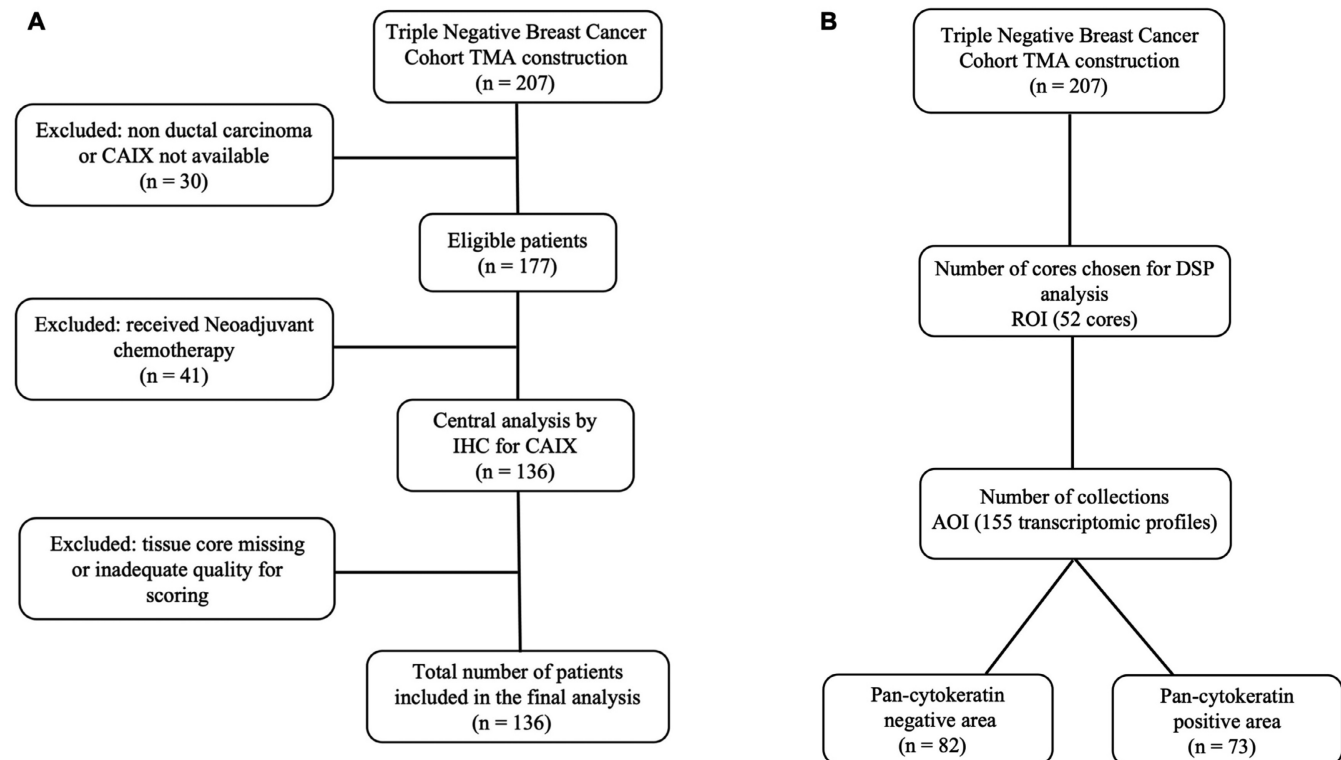 A
Triple Negative Breast Cancer
Cohort TMA construction
(n = 207)
Excluded: non ductal carcinoma
or CAIX not available
(n = 30)
Eligible patients
(n = 177)
Excluded: received Neoadjuvant
chemotherapy
(n = 41)
Central analysis by
IHC for CAIX
(n = 136)
Excluded: tissue core missing
or inadequate quality for
scoring
Total number of patients
included in the final analysis
(n = 136)
B
Triple Negative Breast Cancer
Cohort TMA construction
(n = 207)
Number of cores chosen for DSP
analysis
ROI (52 cores)
Number of collections
AOI (155 transcriptomic profiles)
Pan-cytokeratin
negative area
(n = 82)
Pan-cytokeratin
positive area
(n = 73)